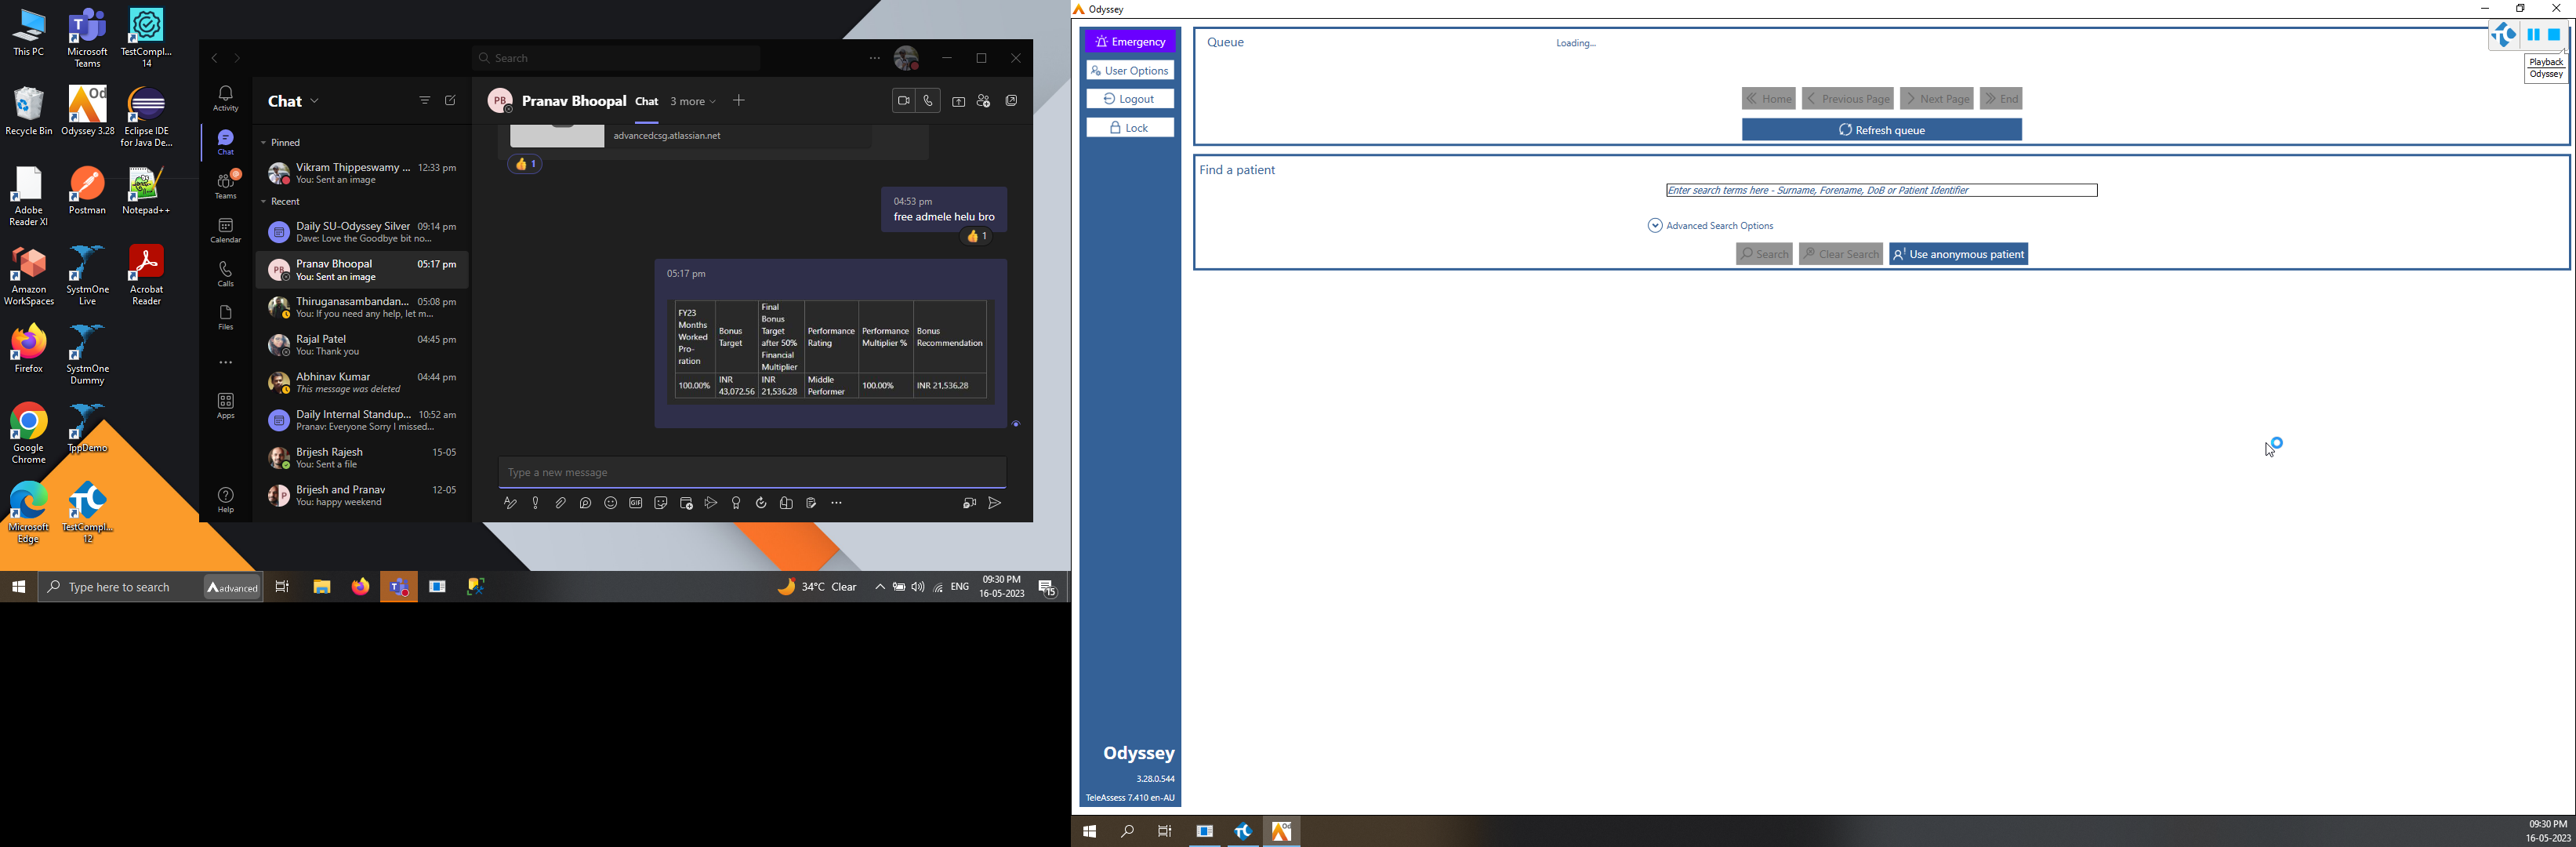 This PC
Microsoft
Teams
TestCompl...
14
Recycle Bin
Odyssey 3.28
Eclipse IDE
for Java De...
Adobe
Reader XI
Postman
Notepad++
Amazon
WorkSpaces
SystmOne
Live
Acrobat
Reader
Firefox
SystmOne
Dummy
Google
Chrome
TppDemo
Microsoft
Edge
TestCompl...
12
Search
Activity
Chat
Teams
Calendar
Calls
Files
Apps
Help
Chat
Pinned
Vikram Thippeswamy ... 12:33 pm
You: Sent an image
Recent
Daily SU-Odyssey Silver 09:14 pm
Dave: Love the Goodbye bit no...
Pranav Bhoopal 05:17 pm
You: Sent an image
Thiruganasambandan... 05:08 pm
You: If you need any help, let m...
Rajal Patel 04:45 pm
You: Thank you
Abhinav Kumar 04:44 pm
This message was deleted
Daily Internal Standup... 10:52 am
Pranav: Everyone Sorry I missed...
Brijesh Rajesh 15-05
You: Sent a file
Brijesh and Pranav 12-05
You: happy weekend
PB Pranav Bhoopal Chat 3 more
advancedcsg.atlassian.net
1
04:53 pm
free admele helu bro
1
05:17 pm
FY23
Months
Worked
Pro-
ration
Bonus
Target
Final
Bonus
Target
after 50%
Financial
Multiplier
Performance
Rating
Performance
Multiplier %
Bonus
Recommendation
100.00%
INR
43,072.56
INR
21,536.28
Middle
Performer
100.00%
INR 21,536.28
Type a new message
GIF
Type here to search
advanced
34°C Clear
ENG
09:30 PM
16-05-2023
15
Odyssey
Emergency
User Options
Logout
Lock
Queue
Loading...
Home
Previous Page
Next Page
End
Refresh queue
Playback
Odyssey
Find a patient
Enter search terms here - Surname, Forename, DoB or Patient Identifier
Advanced Search Options
Search
Clear Search
Use anonymous patient
Odyssey
3.28.0.544
TeleAssess 7.410 en-AU
09:30 PM
16-05-2023